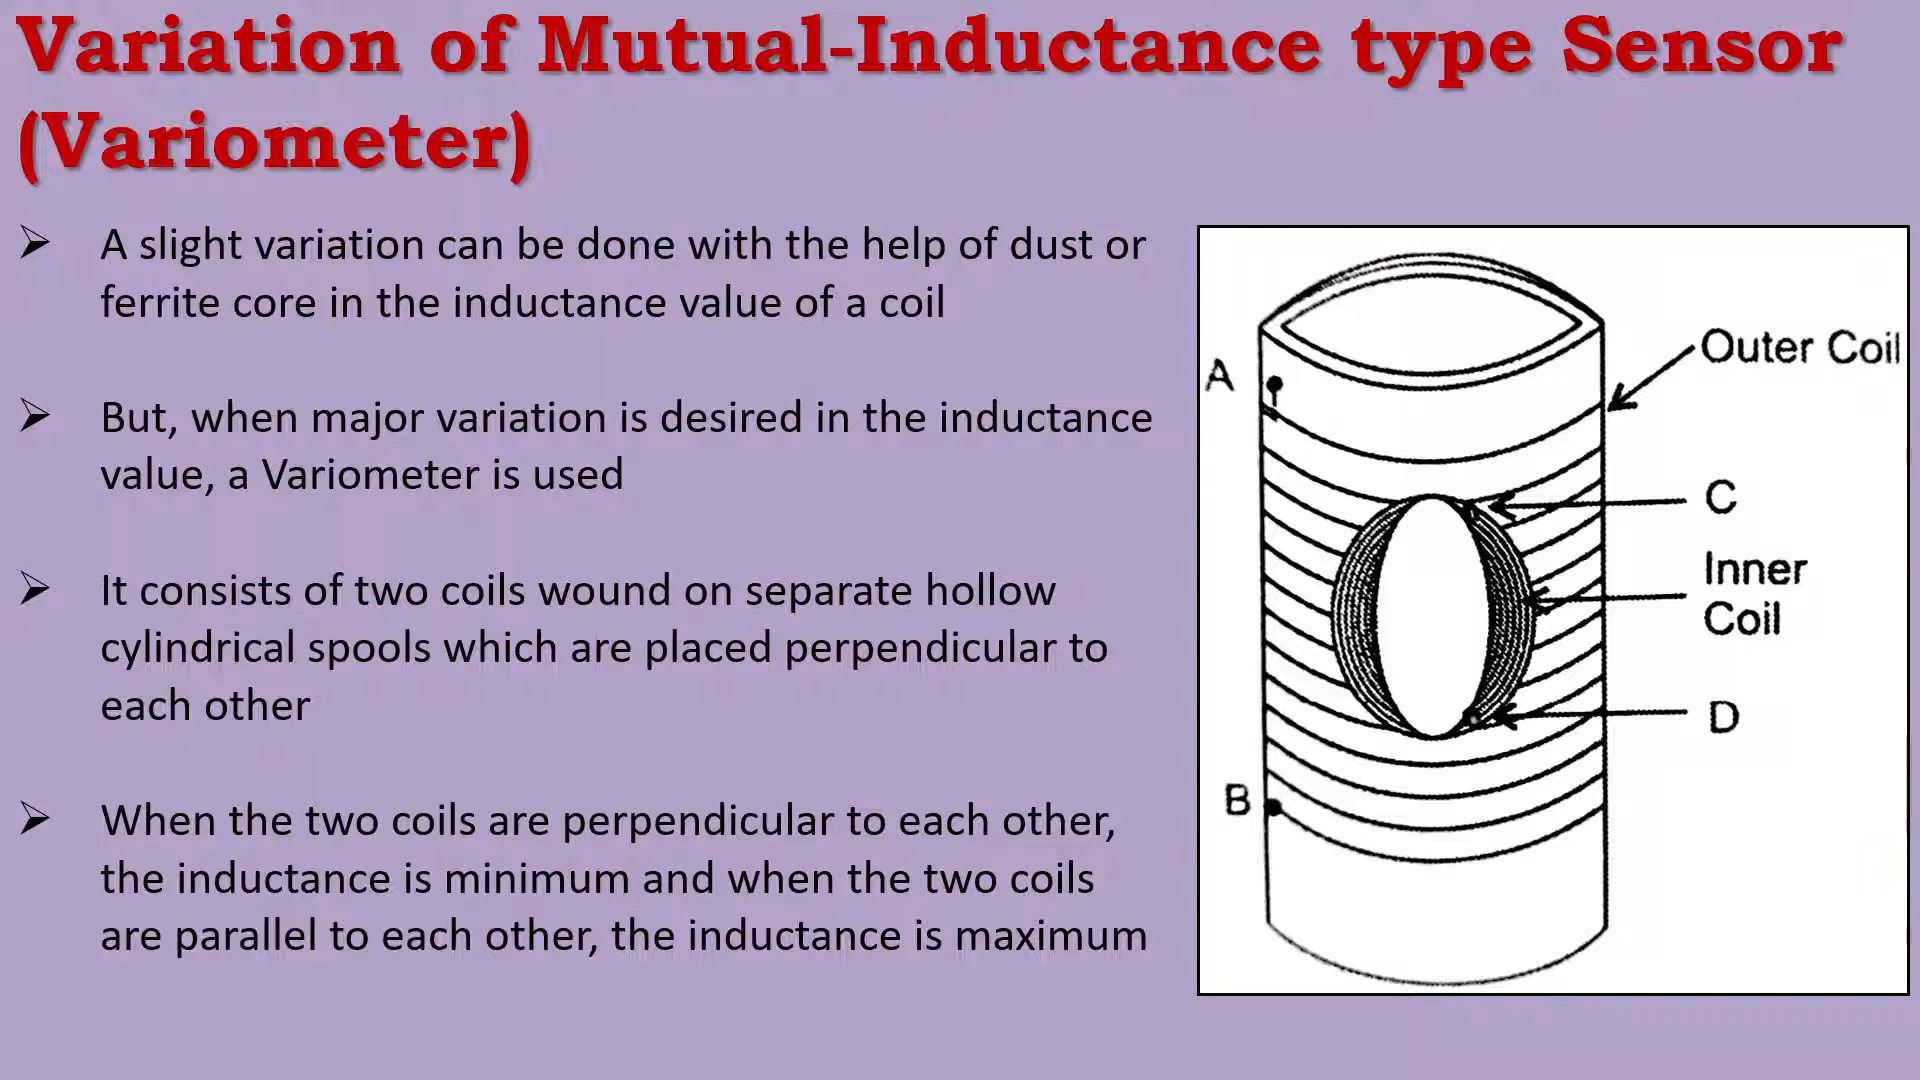 Variation of Mutual-Inductance type Sensor
(Variometer)
➢ A slight variation can be done with the help of dust or
ferrite core in the inductance value of a coil
➢ But, when major variation is desired in the inductance
value, a Variometer is used
➢ It consists of two coils wound on separate hollow
cylindrical spools which are placed perpendicular to
each other
➢ When the two coils are perpendicular to each other,
the inductance is minimum and when the two coils
are parallel to each other, the inductance is maximum
Outer Coil
A
C
Inner
Coil
D
B